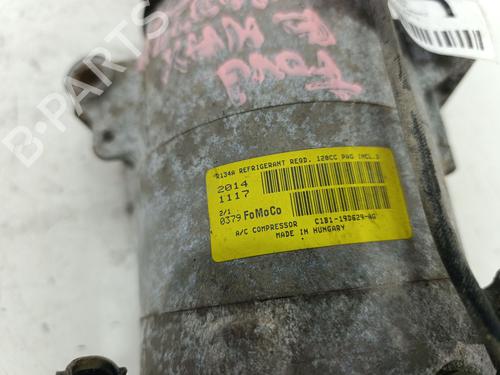 B-PARTS
FORD
R134A REFRIGERANT REQD. 120CC PAG INCL.
2014
1117
2/1
0379 FoMoCo
A/C COMPRESSOR C1B1-19D629-AG
MADE IN HUNGARY